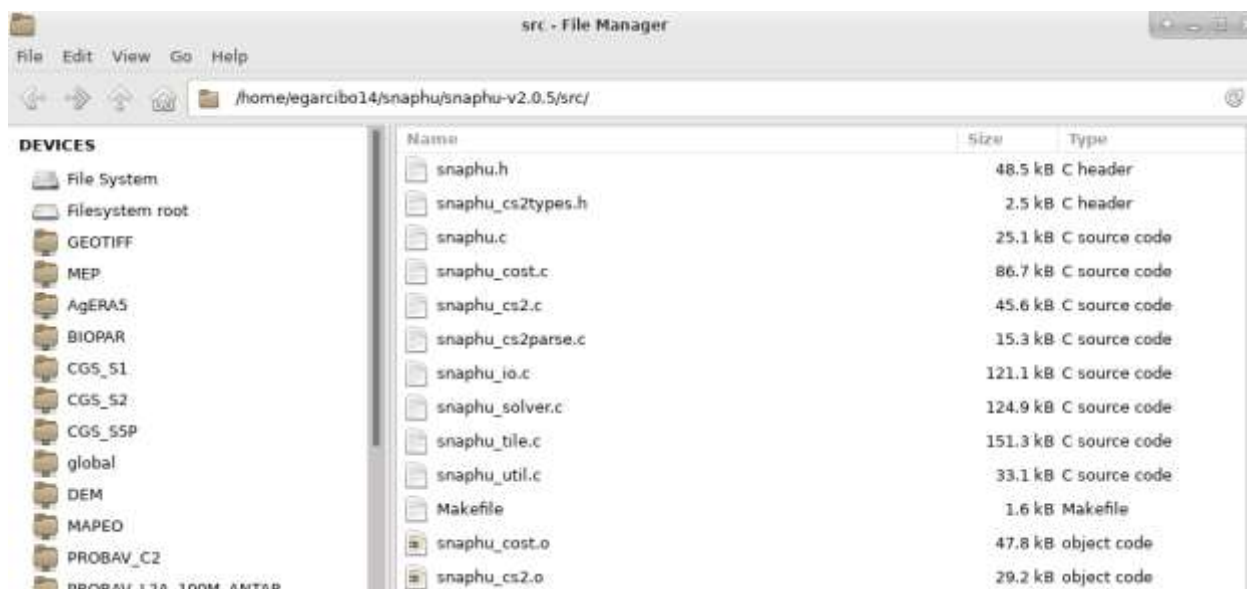 src - File Manager
File Edit View Go Help
/home/egarcibo14/snaphu/snaphu-v2.0.5/src/
DEVICES
File System
Filesystem root
GEOTIFF
MEP
AgERA5
BIOPAR
CGS_S1
CGS_S2
CGS_S5P
global
DEM
MAPEO
PROBAV_C2
PROBAV_L2A_100M_ANTAR
Name Size Type
snaphu.h 48.5 kB C header
snaphu_cs2types.h 2.5 kB C header
snaphu.c 25.1 kB C source code
snaphu_cost.c 86.7 kB C source code
snaphu_cs2.c 45.6 kB C source code
snaphu_cs2parse.c 15.3 kB C source code
snaphu_io.c 121.1 kB C source code
snaphu_solver.c 124.9 kB C source code
snaphu_tile.c 151.3 kB C source code
snaphu_util.c 33.1 kB C source code
Makefile 1.6 kB Makefile
snaphu_cost.o 47.8 kB object code
snaphu_cs2.o 29.2 kB object code